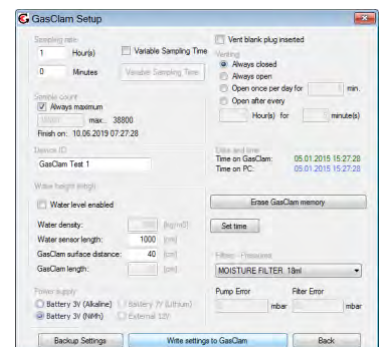 GasClam Setup
Sampling rate
1 Hour(s)
Variable Sampling Time
0 Minutes
Variable Sampling Time
Sample count
Always maximum
max.: 38800
Finish on: 10.06.2019 07:27:28
Device ID
GasClam Test 1
Water height setup
Water level enabled
Water density:
Water sensor length: 1000 [cm]
GasClam surface distance: 40 [cm]
GasClam length: [cm]
Power supply
Battery 3V (Alkaline)
Battery 7V (Lithium)
Battery 3V (NiMh)
External 12V
Vent blank plug inserted
Venting
Always closed
Always open
Open once per day for min.
Open after every
Hour(s) for minute(s)
Date and time
Time on GasClam: 05.01.2015 15:27:28
Time on PC: 05.01.2015 15:27:28
Erase GasClam memory
Set time
MOISTURE FILTER 18ml
Pump Error
Filter Error
mbar
mbar
Backup Settings
Write settings to GasClam
Back